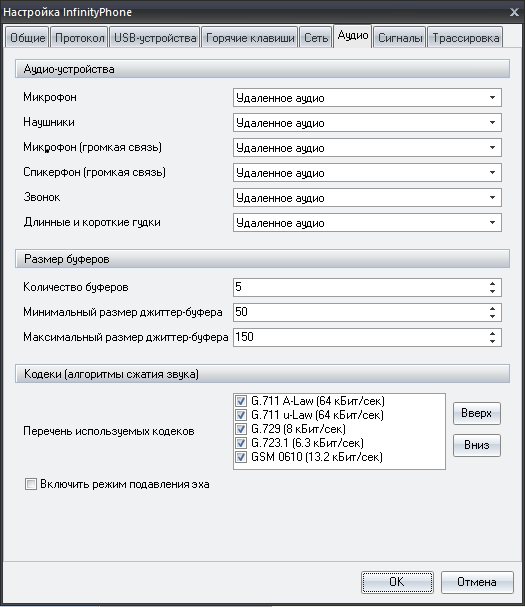 Настройка InfinityPhone
Общие Протокол USB-устройства Горячие клавиши Сеть Аудио Сигналы Трассировка
Аудио-устройства
Микрофон Удаленное аудио
Наушники Удаленное аудио
Микрофон (громкая связь) Удаленное аудио
Спикерфон (громкая связь) Удаленное аудио
Звонок Удаленное аудио
Длинные и короткие гудки Удаленное аудио
Размер буферов
Количество буферов 5
Минимальный размер джиттер-буфера 50
Максимальный размер джиттер-буфера 150
Кодеки (алгоритмы сжатия звука)
Перечень используемых кодеков
G.711 A-Law (64 кБит/сек)
G.711 u-Law (64 кБит/сек)
G.729 (8 кБит/сек)
G.723.1 (6.3 кБит/сек)
GSM 0610 (13.2 кБит/сек)
Вверх
Вниз
Включить режим подавления эха
OK Отмена